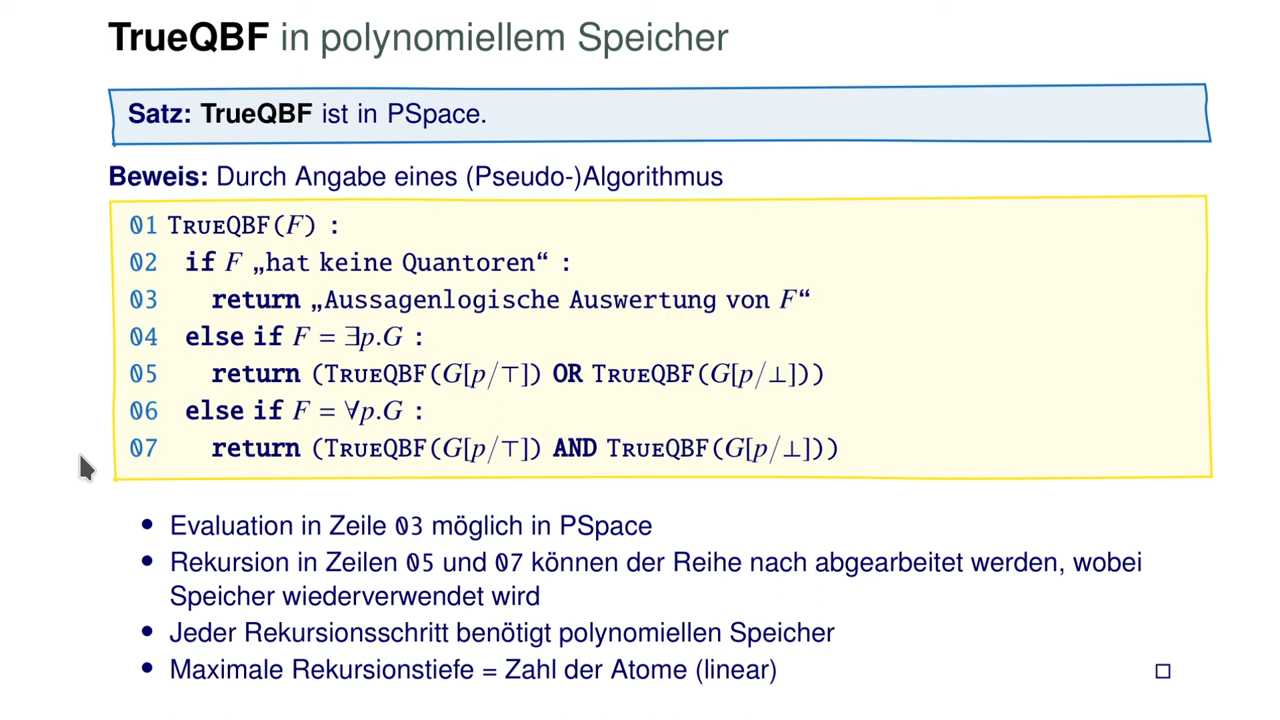 TrueQBF in polynomiellem Speicher
Satz: TrueQBF ist in PSpace.
Beweis: Durch Angabe eines (Pseudo-)Algorithmus
01 TrueQBF(F) :
02 if F „hat keine Quantoren“ :
03 return „Aussagenlogische Auswertung von F“
04 else if F = ∃p.G :
05 return (TrueQBF(G[p/⊤]) OR TrueQBF(G[p/⊥]))
06 else if F = ∀p.G :
07 return (TrueQBF(G[p/⊤]) AND TrueQBF(G[p/⊥]))
• Evaluation in Zeile 03 möglich in PSpace
• Rekursion in Zeilen 05 und 07 können der Reihe nach abgearbeitet werden, wobei
Speicher wiederverwendet wird
• Jeder Rekursionsschritt benötigt polynomiellen Speicher
• Maximale Rekursionstiefe = Zahl der Atome (linear) □